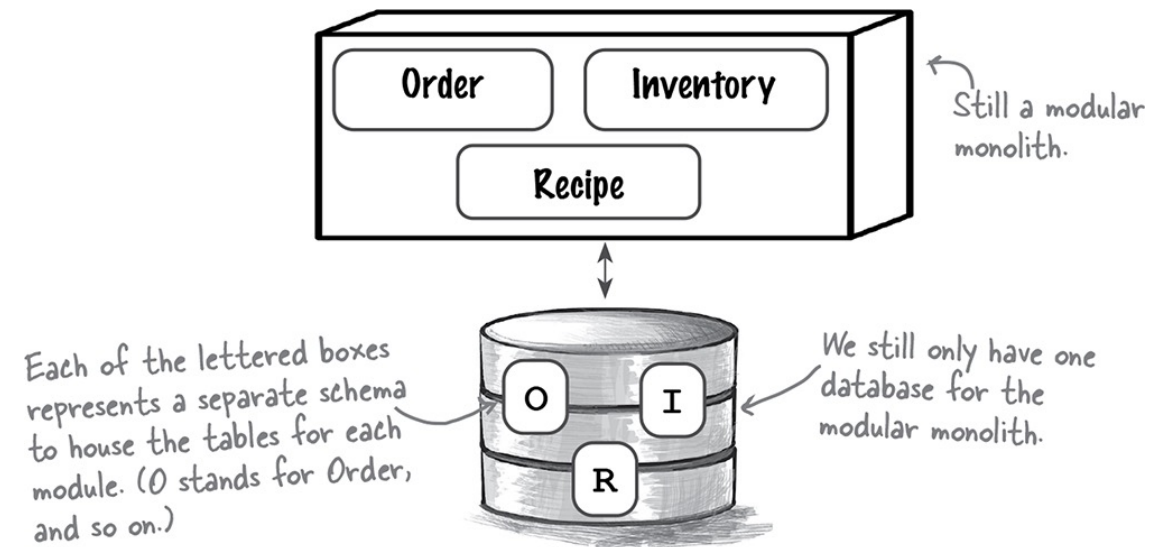 Order
Inventory
Recipe
Still a modular
monolith.
Each of the lettered boxes
represents a separate schema
to house the tables for each
module. (O stands for Order,
and so on.)
O
I
R
We still only have one
database for the
modular monolith.